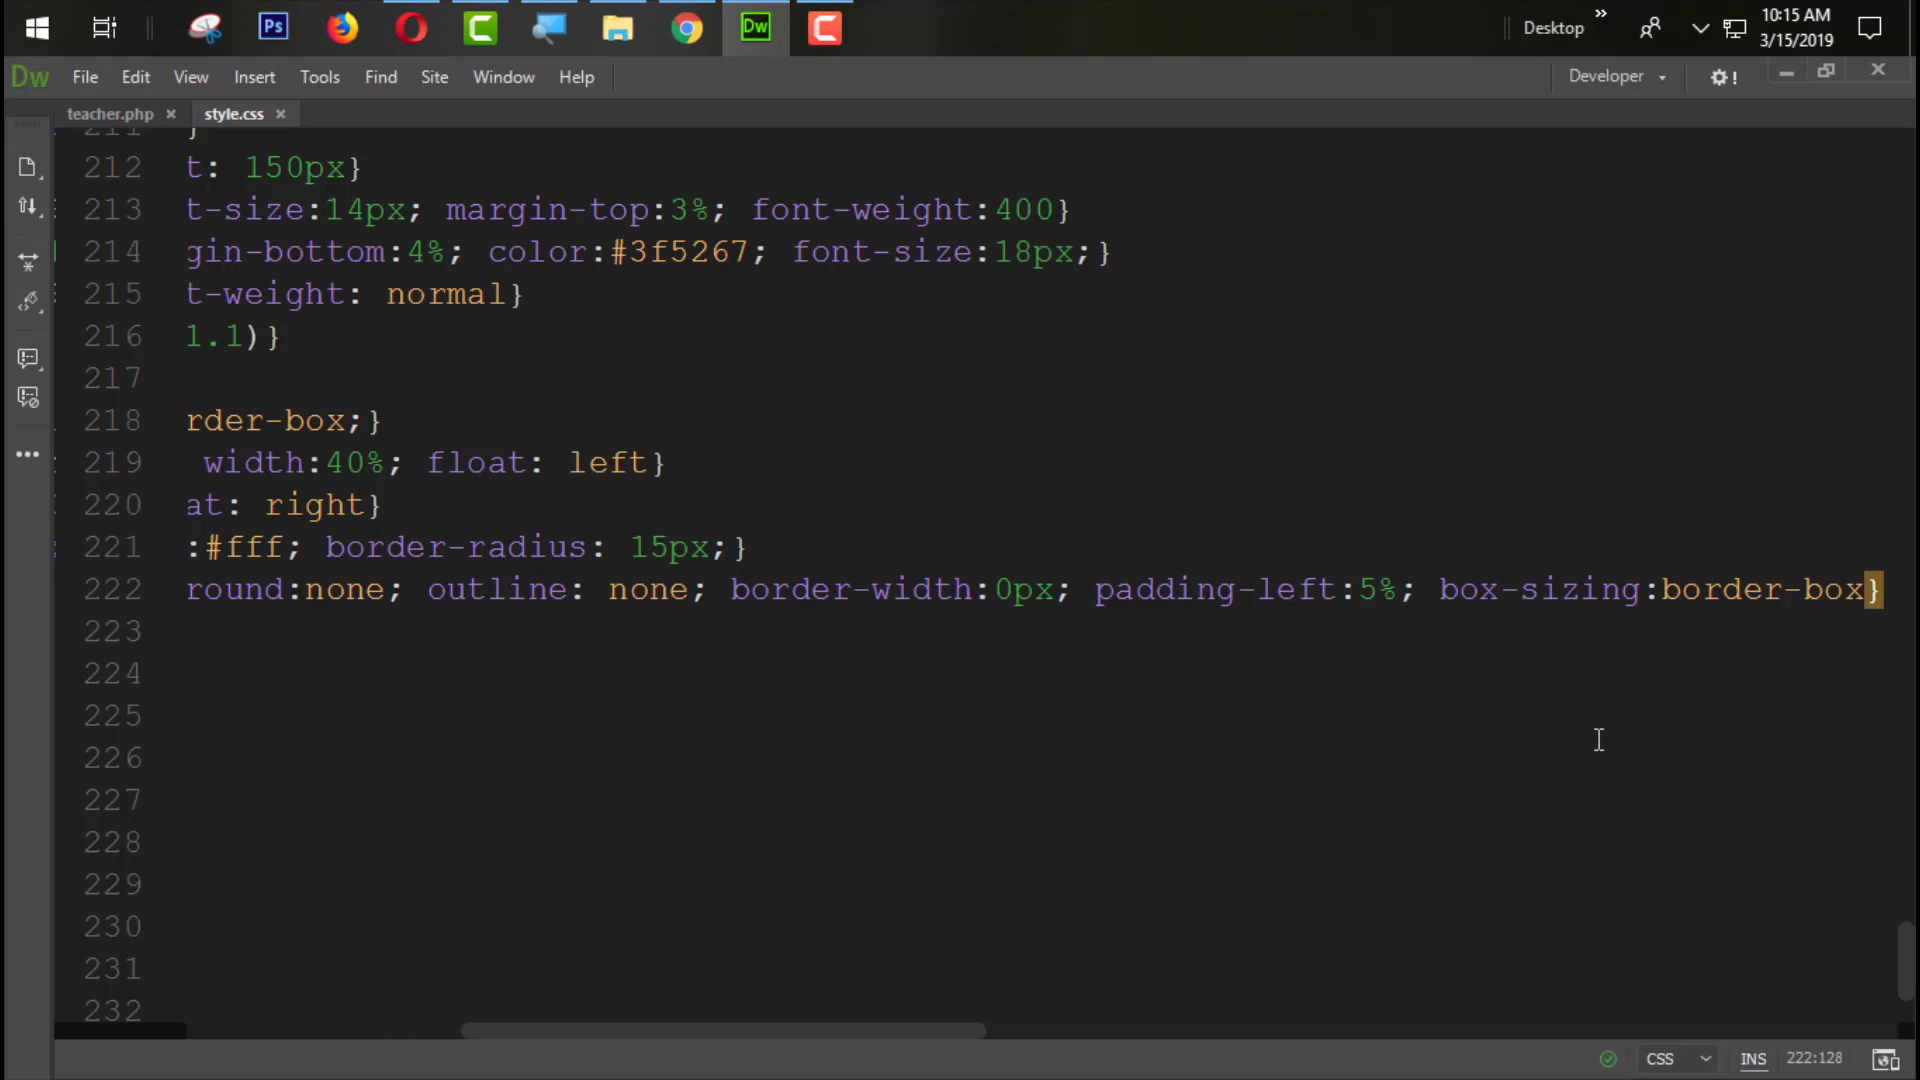 Ps
Dw
Desktop
10:15 AM
3/15/2019
Dw File Edit View Insert Tools Find Site Window Help
Developer
teacher.php × style.css ×
211 }
212 t: 150px}
213 t-size:14px; margin-top:3%; font-weight:400}
214 gin-bottom:4%; color:#3f5267; font-size:18px;}
215 t-weight: normal}
216 1.1)}
217
218 rder-box;}
219 width:40%; float: left}
220 at: right}
221 :#fff; border-radius: 15px;}
222 round:none; outline: none; border-width:0px; padding-left:5%; box-sizing:border-box}
223
224
225
226
227
228
229
230
231
232
CSS INS 222:128